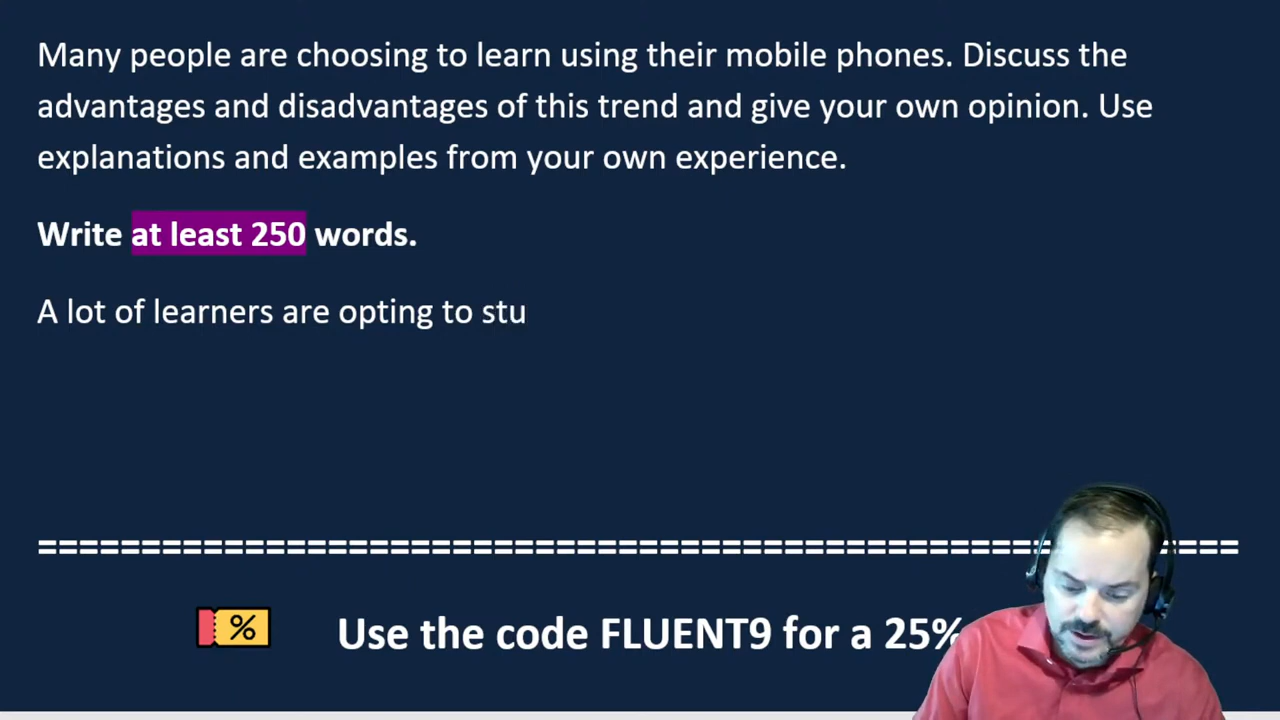 Many people are choosing to learn using their mobile phones. Discuss the
advantages and disadvantages of this trend and give your own opinion. Use
explanations and examples from your own experience.
Write at least 250 words.
A lot of learners are opting to stu
==========================================================
%
Use the code FLUENT9 for a 25%